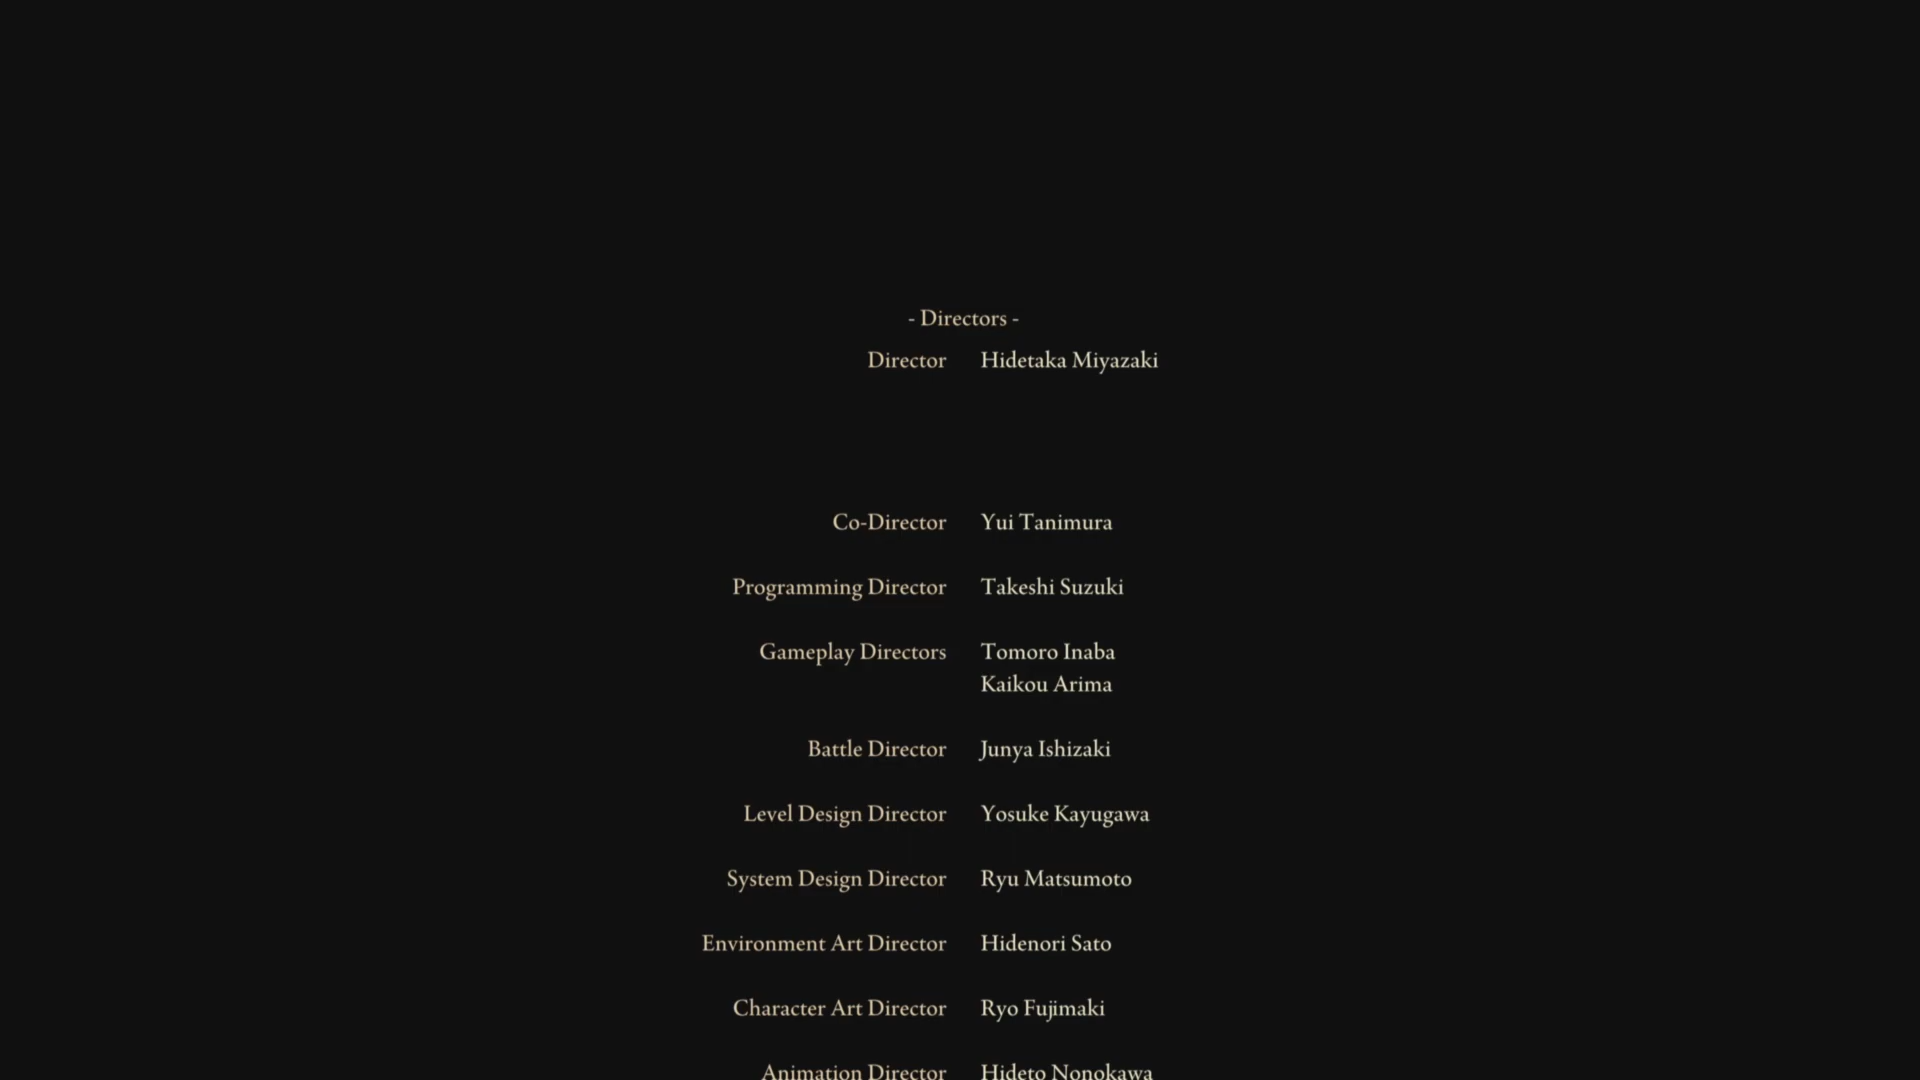 - Directors -
Director Hidetaka Miyazaki
Co-Director Yui Tanimura
Programming Director Takeshi Suzuki
Gameplay Directors Tomoro Inaba
Kaikou Arima
Battle Director Junya Ishizaki
Level Design Director Yosuke Kayugawa
System Design Director Ryu Matsumoto
Environment Art Director Hidenori Sato
Character Art Director Ryo Fujimaki
Animation Director Hideto Nonokawa